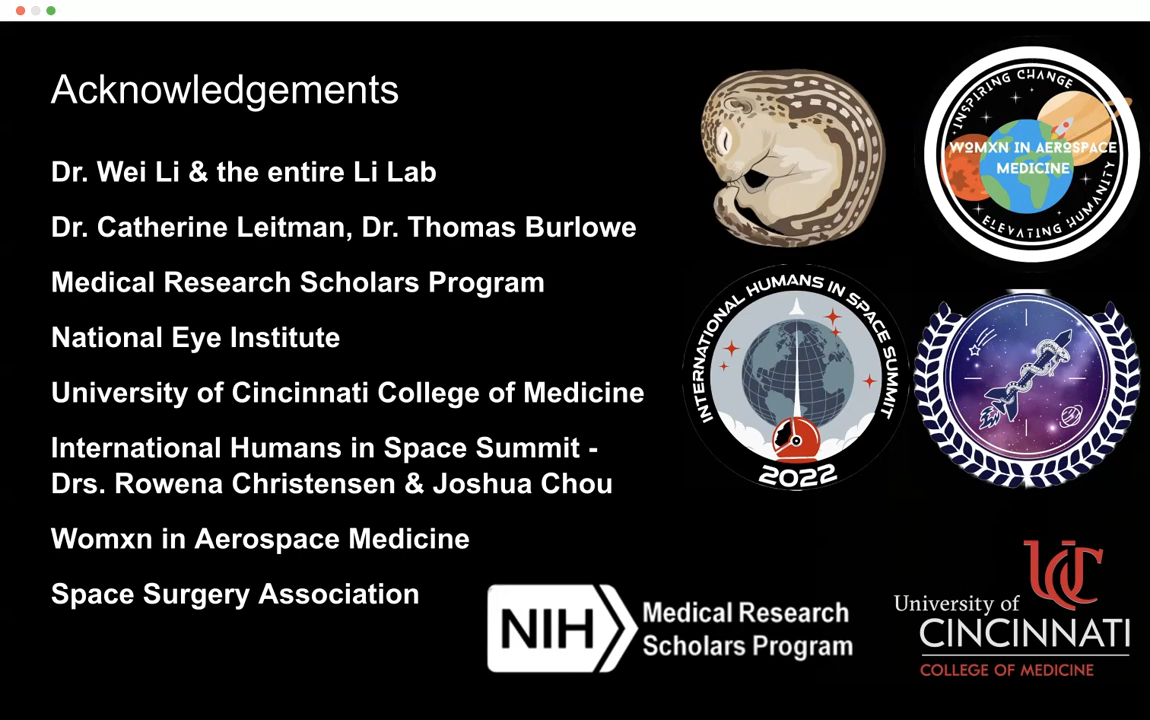 Acknowledgements
Dr. Wei Li & the entire Li Lab
Dr. Catherine Leitman, Dr. Thomas Burlowe
Medical Research Scholars Program
National Eye Institute
University of Cincinnati College of Medicine
International Humans in Space Summit -
Drs. Rowena Christensen & Joshua Chou
Womxn in Aerospace Medicine
Space Surgery Association
INSPIRING CHANGE
WOMXN IN AEROSPACE
MEDICINE
ELEVATING HUMANITY
INTERNATIONAL HUMANS IN SPACE SUMMIT
2022
NIH
Medical Research
Scholars Program
UC
University of
CINCINNATI
COLLEGE OF MEDICINE